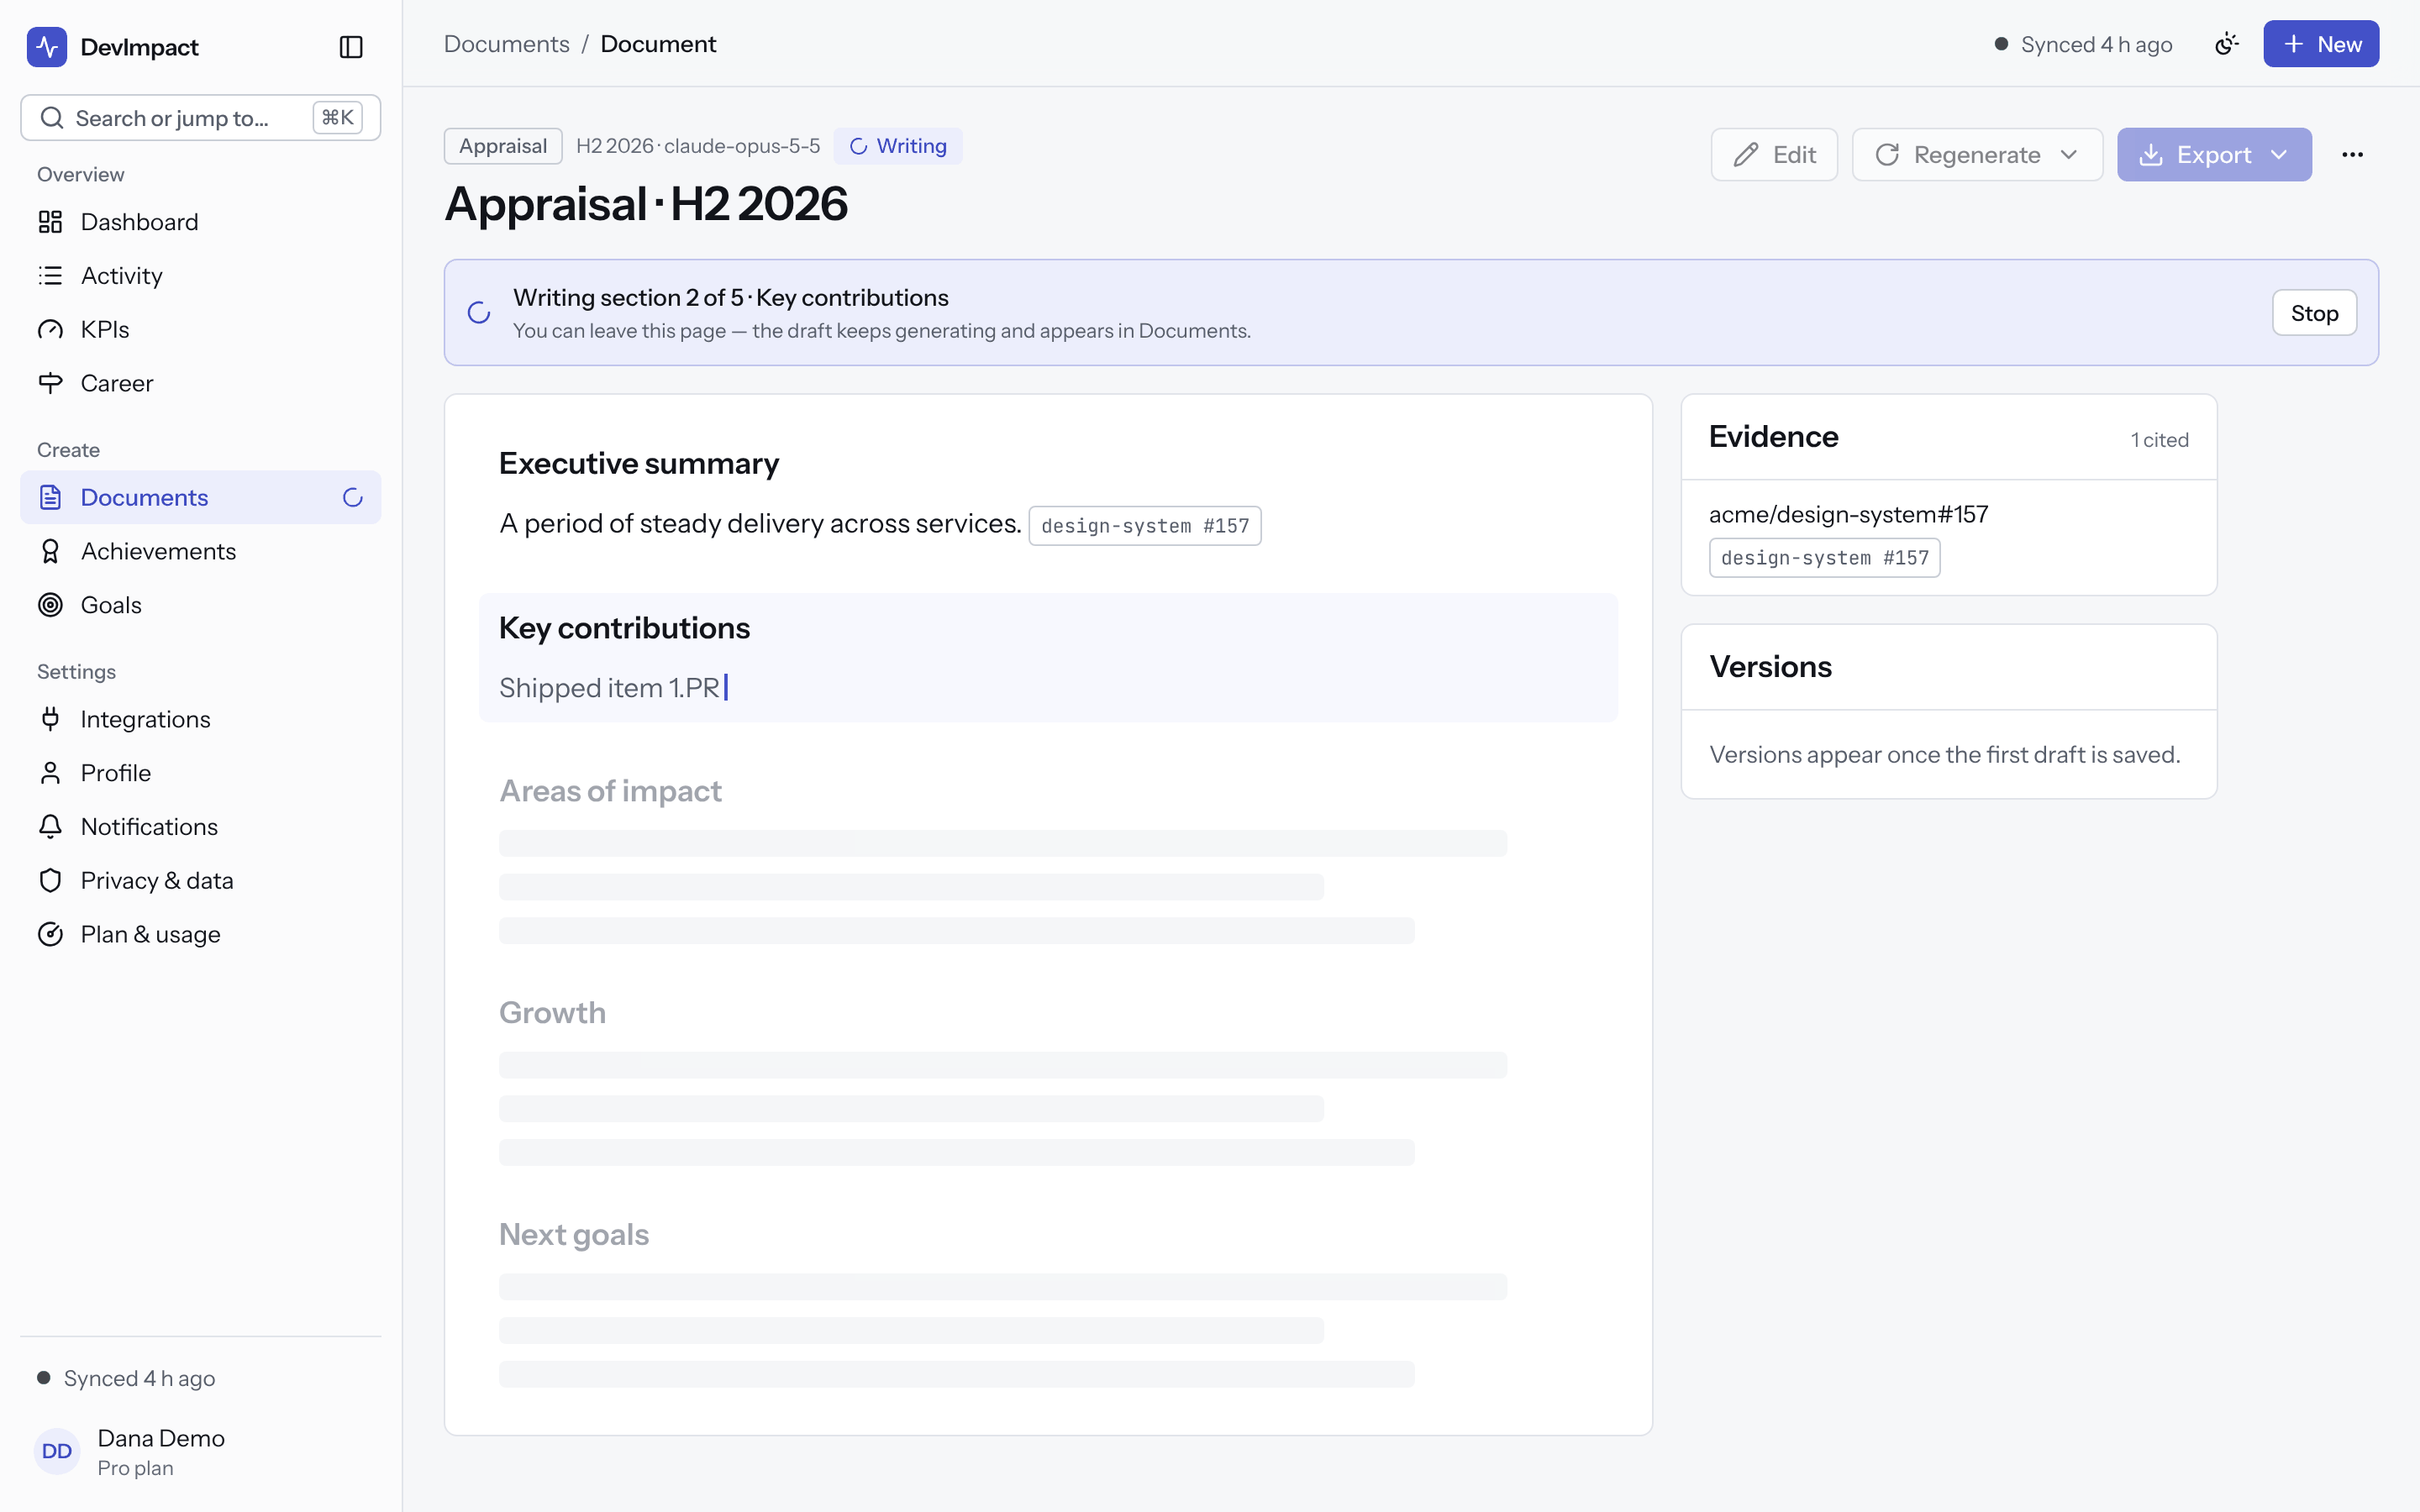 DevImpact
Search or jump to...
⌘K
Overview
Dashboard
Activity
KPIs
Career
Create
Documents
Achievements
Goals
Settings
Integrations
Profile
Notifications
Privacy & data
Plan & usage
Synced 4 h ago
DD
Dana Demo
Pro plan
Documents / Document
Synced 4 h ago
New
Appraisal
H2 2026 · claude-opus-5-5
Writing
Appraisal · H2 2026
Edit
Regenerate
Export
Writing section 2 of 5 · Key contributions
You can leave this page — the draft keeps generating and appears in Documents.
Stop
Executive summary
A period of steady delivery across services. design-system #157
Key contributions
Shipped item 1.PR
Areas of impact
Growth
Next goals
Evidence
1 cited
acme/design-system#157
design-system #157
Versions
Versions appear once the first draft is saved.